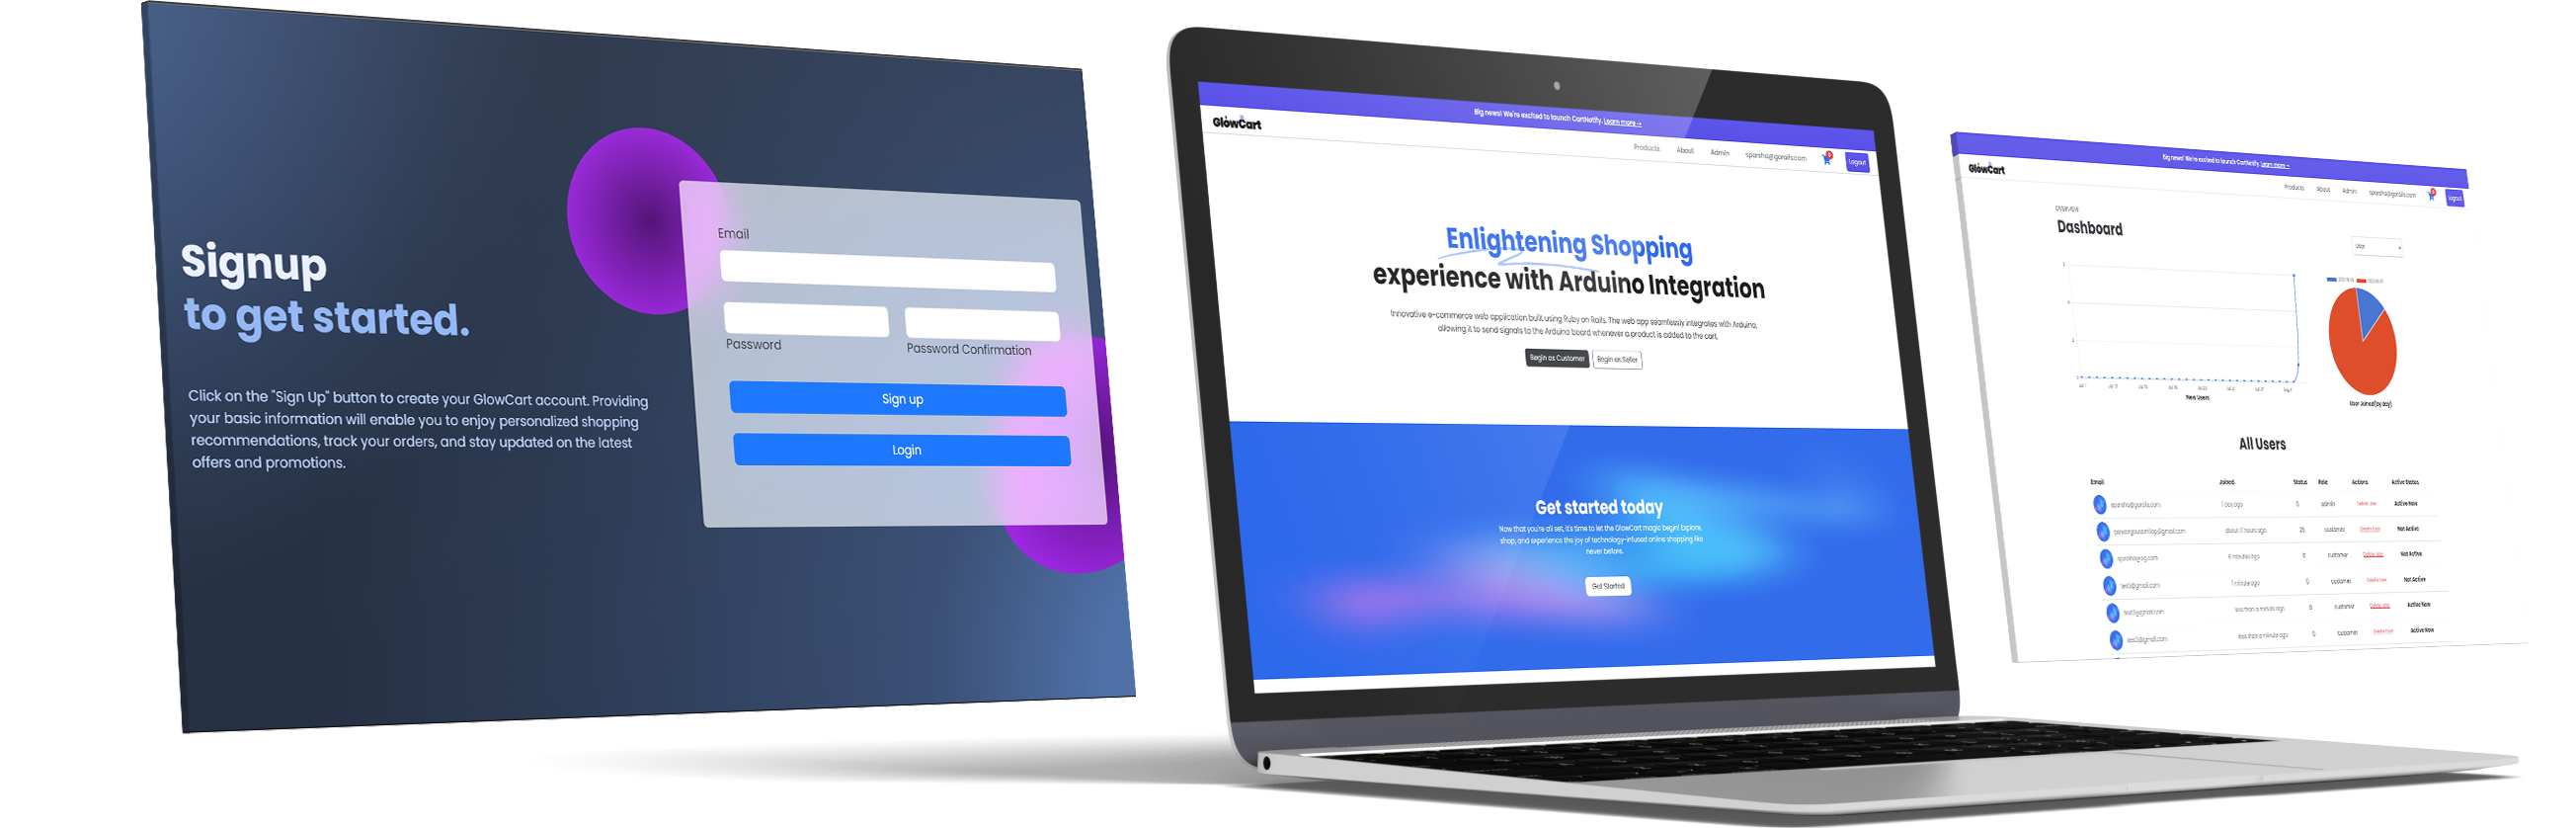 Signup
to get started.
Click on the "Sign Up" button to create your GlowCart account. Providing
your basic information will enable you to enjoy personalized shopping
recommendations, track your orders, and stay updated on the latest
offers and promotions.
Email
Password
Password Confirmation
Sign up
Login
Big news! We're excited to launch CartNotify. Learn more →
GlowCart
Products
About
Admin
sparsha@gorails.com
Logout
Enlightening Shopping
experience with Arduino Integration
Innovative e-commerce web application built using Ruby on Rails. The web app seamlessly integrates with Arduino,
allowing it to send signals to the Arduino board whenever a product is added to the cart.
Begin as Customer
Begin as Seller
Get started today
Now that you're all set, it's time to let the GlowCart magic begin! Explore,
shop, and experience the joy of technology-infused online shopping like
never before.
Get Started
Big news! We're excited to launch CartNotify. Learn more →
GlowCart
Products
About
Admin
sparsha@gorails.com
Logout
OVERVIEW
Dashboard
User
New Users
User Joined(by day)
All Users
Email
Joined
Status
Role
Actions
Active Status
sparsha@gorails.com 1 day ago admin Active Now
about 11 hours ago customer Not Active
8 minutes ago customer Not Active
1 minute ago customer Not Active
less than a minute ago customer Active Now
less than a minute ago customer Active Now